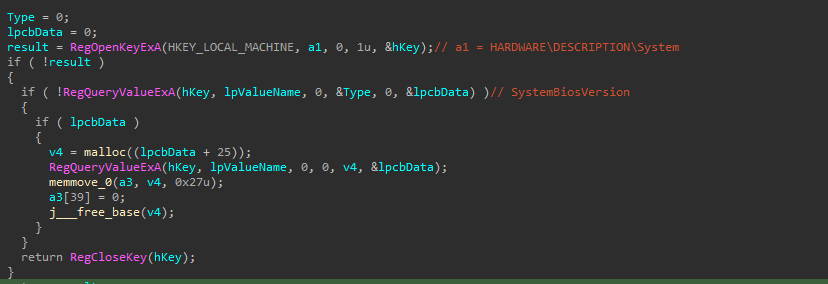 Type = 0;
lpcbData = 0;
result = RegOpenKeyExA(HKEY_LOCAL_MACHINE, a1, 0, 1u, &hKey);// a1 = HARDWARE\DESCRIPTION\System
if ( !result )
{
if ( !RegQueryValueExA(hKey, lpValueName, 0, &Type, 0, &lpcbData) )// SystemBiosVersion
{
if ( lpcbData )
{
v4 = malloc((lpcbData + 25));
RegQueryValueExA(hKey, lpValueName, 0, 0, v4, &lpcbData);
memmove_0(a3, v4, 0x27u);
a3[39] = 0;
j___free_base(v4);
}
}
return RegCloseKey(hKey);
}